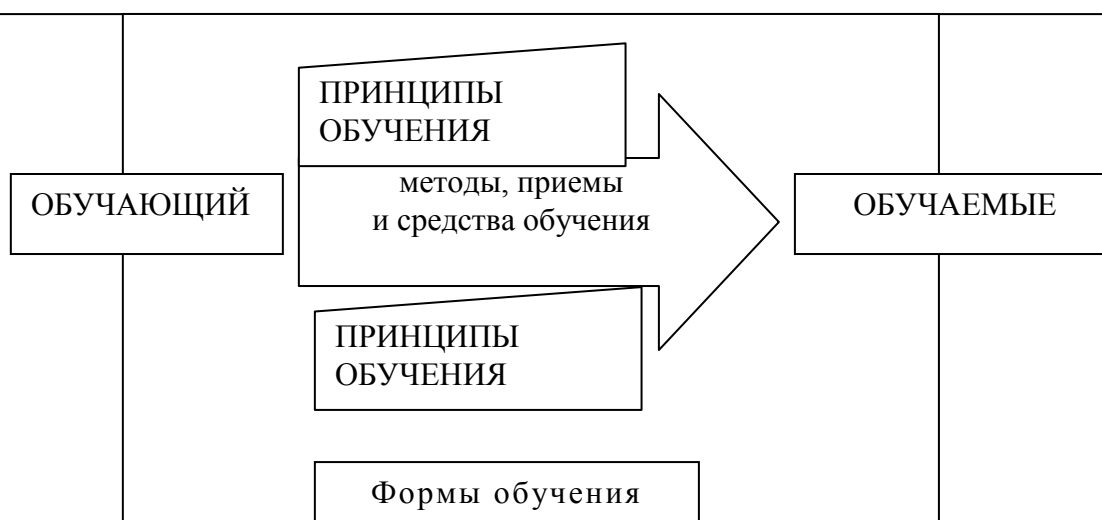 ПРИНЦИПЫ
ОБУЧЕНИЯ
ОБУЧАЮЩИЙ
методы, приемы
и средства обучения
ОБУЧАЕМЫЕ
ПРИНЦИПЫ
ОБУЧЕНИЯ
Формы обучения